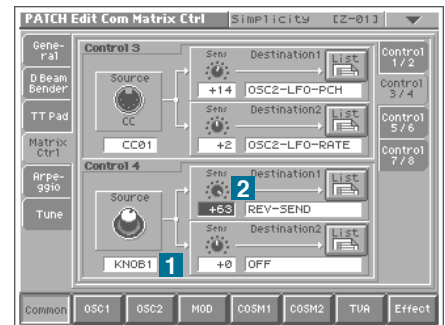 PATCH Edit Com Matrix Ctrl Simplicity [Z-01]
Gene-
ral
D Beam
Bender
TT Pad
Matrix
Ctrl
Arpe-
ggio
Tune
Control 3
Source
CC
CC01
Sens Destination1 List
+14 OSC2-LFO-PCH
Sens Destination2 List
+2 OSC2-LFO-RATE
Control 4
Source
KNOB1 1
Sens 2 Destination1 List
+63 REV-SEND
Sens Destination2 List
+0 OFF
Control
1/2
Control
3/4
Control
5/6
Control
7/8
Common OSC1 OSC2 MOD COSM1 COSM2 TVA Effect